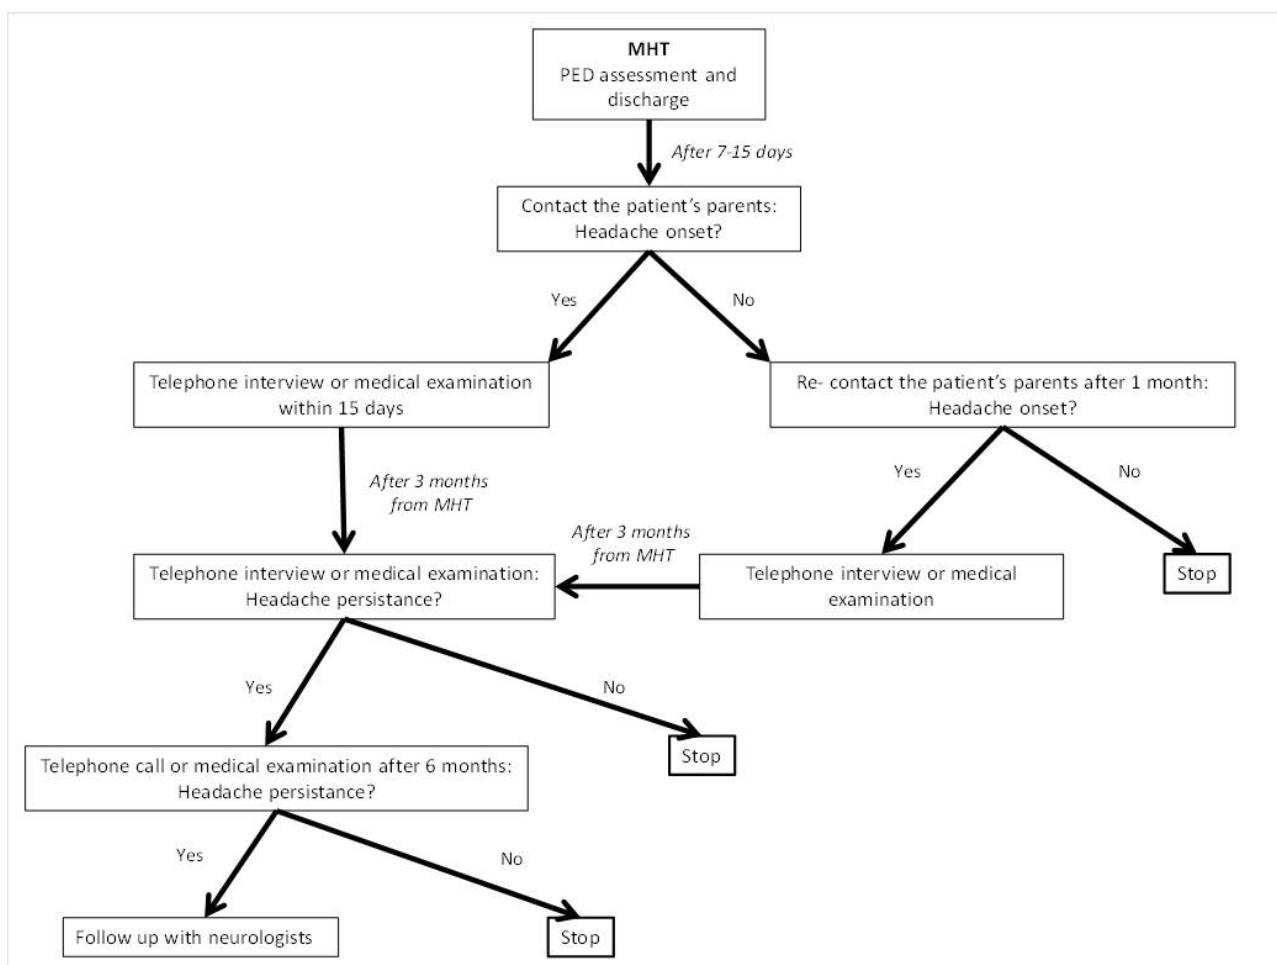 MHT
PED assessment and
discharge
After 7-15 days
Contact the patient's parents:
Headache onset?
Yes
No
Telephone interview or medical examination
within 15 days
Re- contact the patient's parents after 1 month:
Headache onset?
After 3 months
from MHT
Yes
No
After 3 months
from MHT
Telephone interview or medical examination:
Headache persistance?
Telephone interview or medical
examination
Stop
Yes
No
Stop
Telephone call or medical examination after 6 months:
Headache persistance?
Yes
No
Follow up with neurologists
Stop